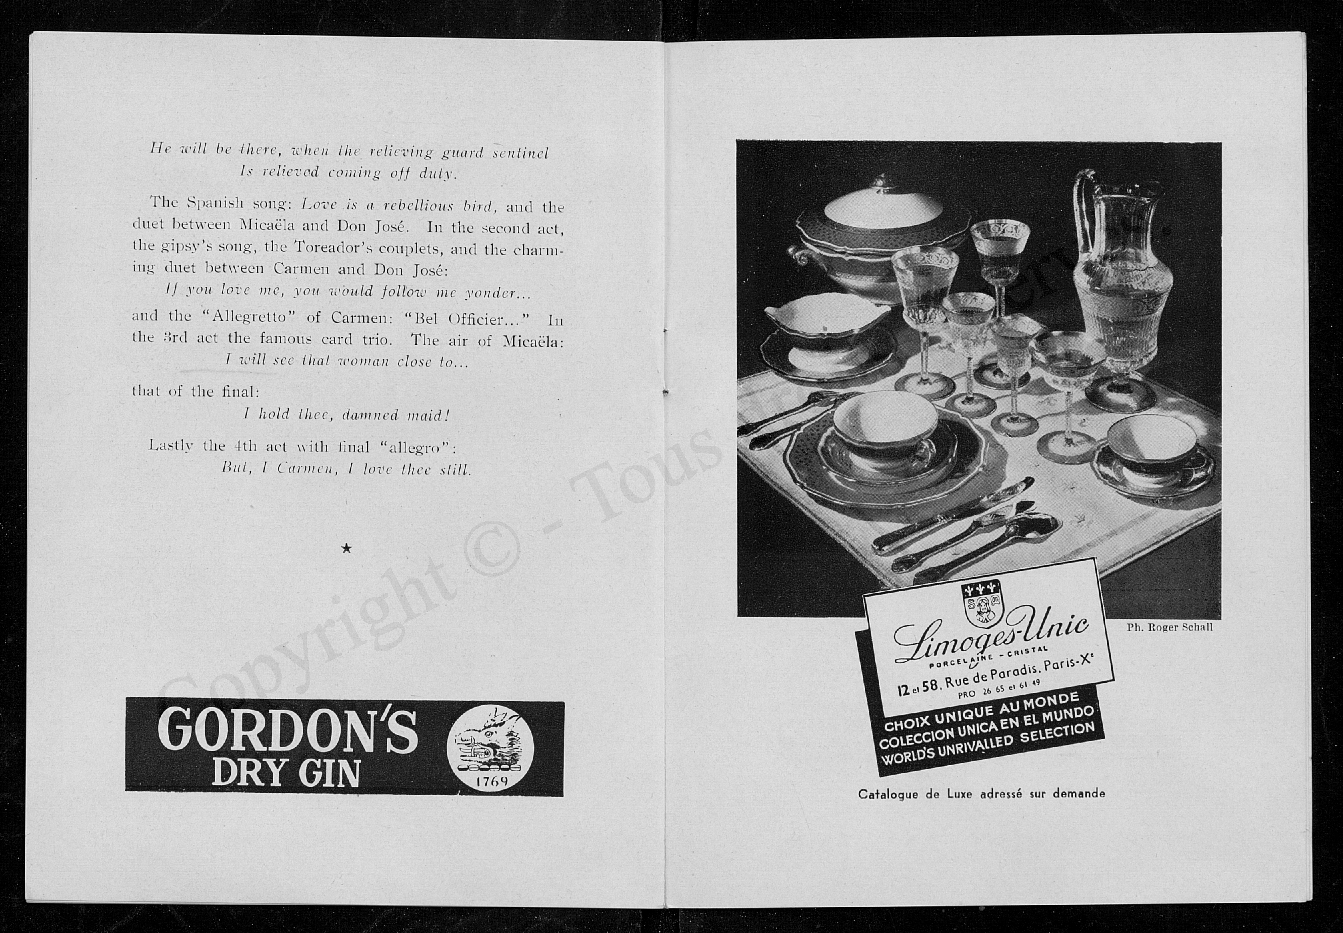 He will be there, when the relieving guard sentinel
Is relieved coming off duty.
The Spanish song: Love is a rebellious bird, and the
duet between Micaëla and Don José. In the second act,
the gipsy's song, the Toreador's couplets, and the charm-
ing duet between Carmen and Don José:
If you love me, you would follow me yonder...
and the "Allegretto" of Carmen: "Bel Officier..." In
the 3rd act the famous card trio. The air of Micaëla:
I will see that woman close to...
that of the final:
I hold thee, damned maid!
Lastly the 4th act with final "allegro":
But, I Carmen, I love thee still.
GORDON'S
DRY GIN
1769
Ph. Roger Schall
Limoges-Unic
PORCELAINE - CRISTAL
12 et 58, Rue de Paradis, Paris-Xe
PRO 26 65 et 61 49
CHOIX UNIQUE AU MONDE
COLECCION UNICA EN EL MUNDO
WORLD'S UNRIVALLED SELECTION
Catalogue de Luxe adressé sur demande
Copyright © - Tous